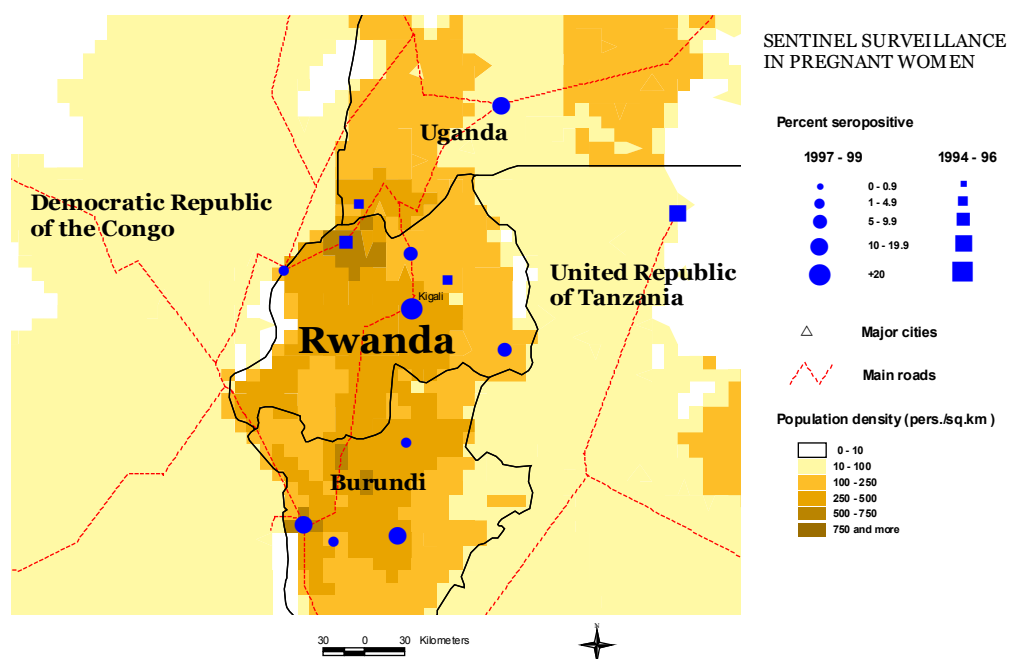 SENTINEL SURVEILLANCE
IN PREGNANT WOMEN
Percent seropositive
1997 - 99
1994 - 96
0 - 0.9
1 - 4.9
5 - 9.9
10 - 19.9
+20
Major cities
Main roads
Population density (pers./sq.km )
0 - 10
10 - 100
100 - 250
250 - 500
500 - 750
750 and more
Uganda
Democratic Republic
of the Congo
United Republic
of Tanzania
Kigali
Rwanda
Burundi
30 0 30 Kilometers
N